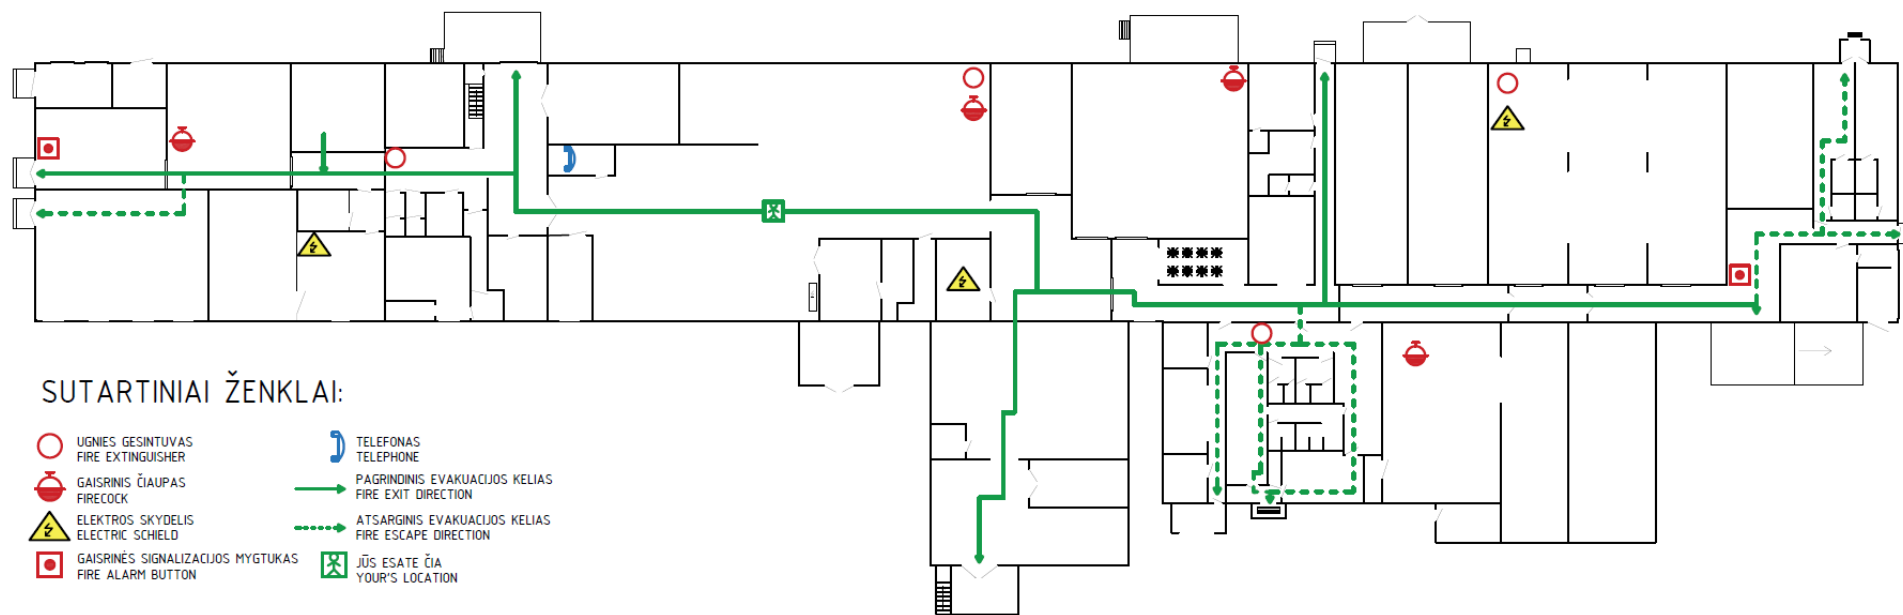 SUTARTINIAI ŽENKLAI:
UGNIES GESINTUVAS
FIRE EXTINGUISHER
GAISRINIS ČIAUPAS
FIRECOCK
ELEKTROS SKYDELIS
ELECTRIC SCHIELD
GAISRINĖS SIGNALIZACIJOS MYGTUKAS
FIRE ALARM BUTTON
TELEFONAS
TELEPHONE
PAGRINDINIS EVAKUACIJOS KELIAS
FIRE EXIT DIRECTION
ATSARGINIS EVAKUACIJOS KELIAS
FIRE ESCAPE DIRECTION
JŪS ESATE ČIA
YOUR'S LOCATION